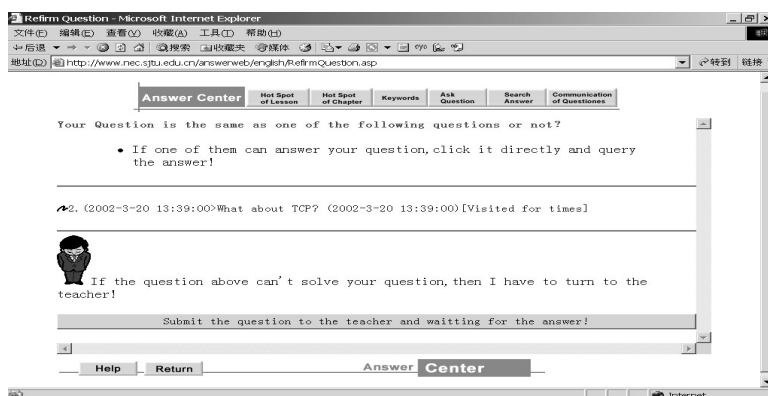 Refirm Question - Microsoft Internet Explorer
文件(F) 编辑(E) 查看(V) 收藏(A) 工具(T) 帮助(H)
后退 搜索 收藏夹 媒体
地址(D) http://www.nec.sjtu.edu.cn/answerweb/english/RefirmQuestion.asp 转到 链接
Answer Center Hot Spot of Lesson Hot Spot of Chapter Keywords Ask Question Search Answer Communication of Questiones
Your Question is the same as one of the following questions or not?
• If one of them can answer your question, click it directly and query
the answer!
2. (2002-3-20 13:39:00>What about TCP? (2002-3-20 13:39:00)[Visited for times]
If the question above can't solve your question, then I have to turn to the
teacher!
Submit the question to the teacher and waitting for the answer!
Help Return Answer Center
Internet